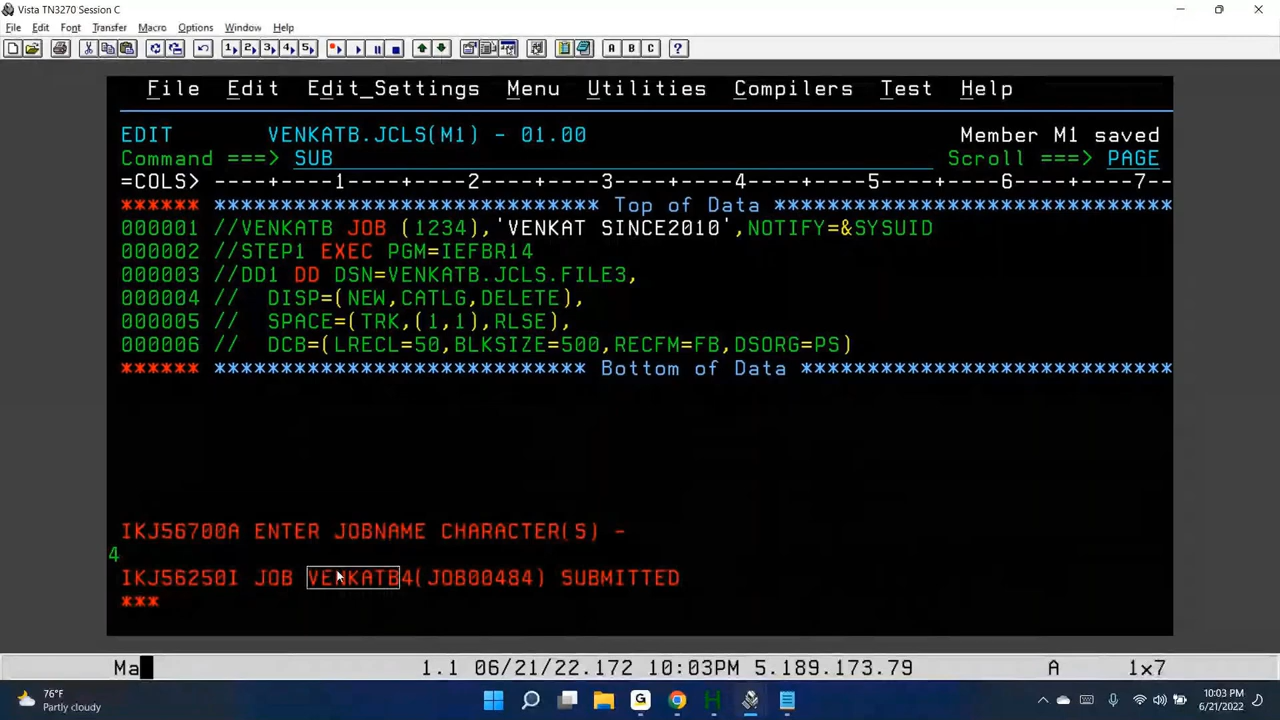 Vista TN3270 Session C
File Edit Font Transfer Macro Options Window Help
1 2 3 4 5 A B C ?
File Edit Edit_Settings Menu Utilities Compilers Test Help
EDIT VENKATB.JCLS(M1) - 01.00 Member M1 saved
Command ===> SUB Scroll ===> PAGE
=COLS> ----+----1----+----2----+----3----+----4----+----5----+----6----+----7--
****** ***************************** Top of Data ******************************
000001 //VENKATB JOB (1234),'VENKAT SINCE2010',NOTIFY=&SYSUID
000002 //STEP1 EXEC PGM=IEFBR14
000003 //DD1 DD DSN=VENKATB.JCLS.FILE3,
000004 //  DISP=(NEW,CATLG,DELETE),
000005 //  SPACE=(TRK,(1,1),RLSE),
000006 //  DCB=(LRECL=50,BLKSIZE=500,RECFM=FB,DSORG=PS)
****** **************************** Bottom of Data ****************************
IKJ56700A ENTER JOBNAME CHARACTER(S) -
4
IKJ56250I JOB VENKATB4(JOB00484) SUBMITTED
***
Ma 1.1 06/21/22.172 10:03PM 5.189.173.79 A 1x7
76°F
Partly cloudy
10:03 PM
6/21/2022